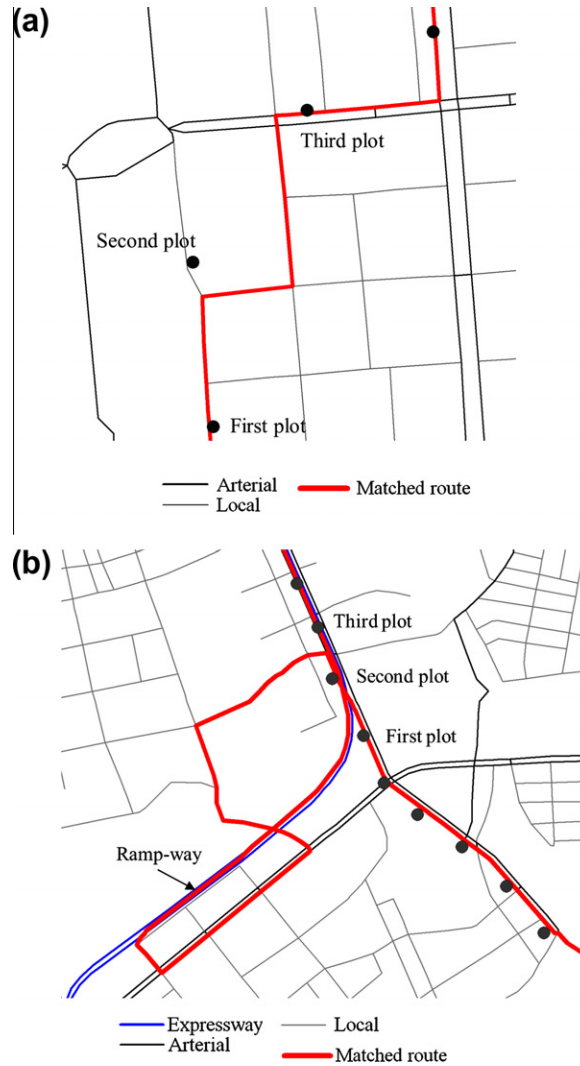 (a)
Third plot
Second plot
First plot
Arterial
Matched route
Local
(b)
Third plot
Second plot
First plot
Ramp-way
Expressway
Local
Arterial
Matched route